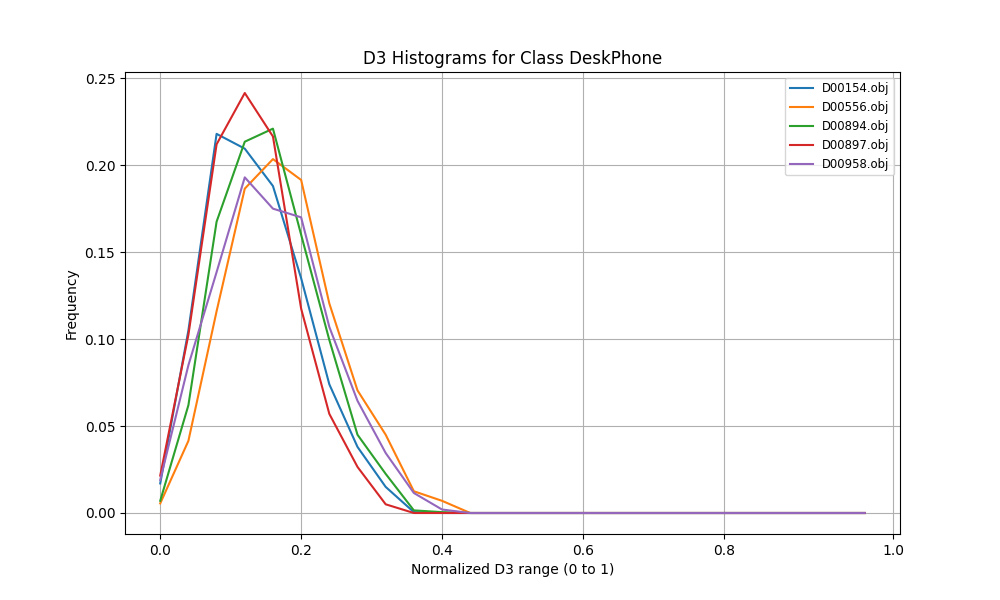 D3 Histograms for Class DeskPhone
D00154.obj
D00556.obj
D00894.obj
D00897.obj
D00958.obj
Frequency
0.25
0.20
0.15
0.10
0.05
0.00
0.0 0.2 0.4 0.6 0.8 1.0
Normalized D3 range (0 to 1)